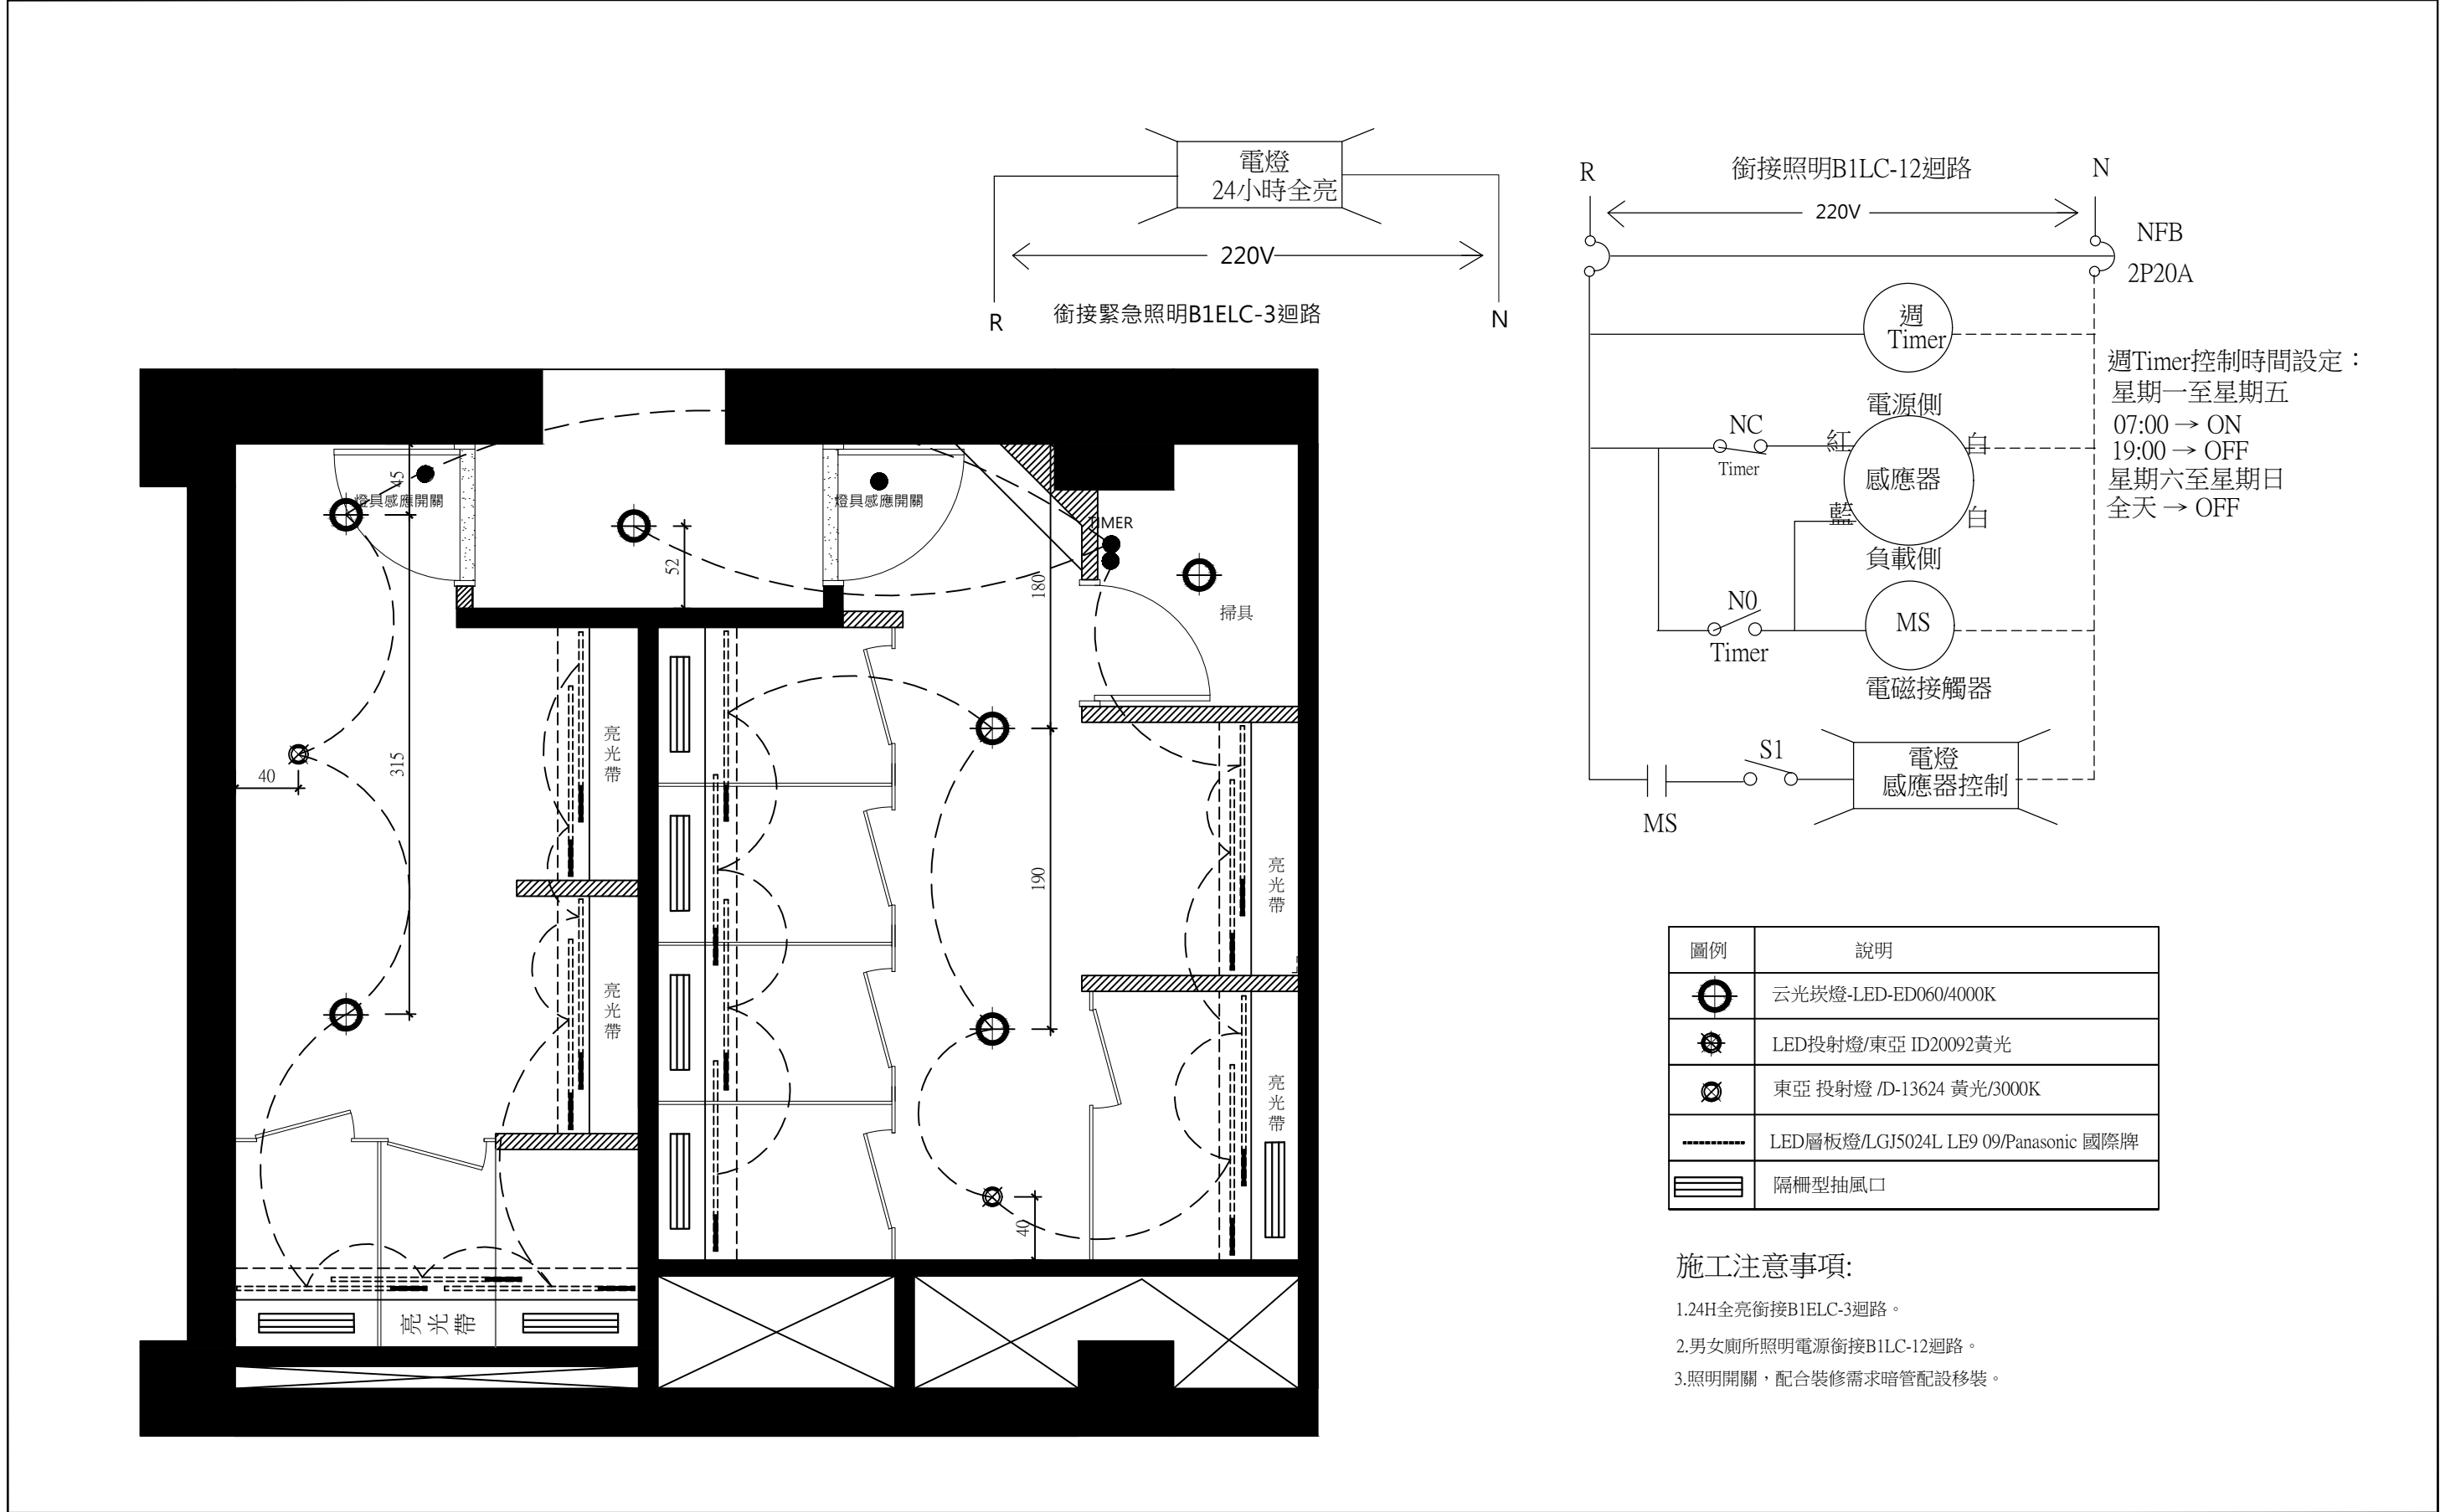 電燈
24小時全亮
220V
R
銜接緊急照明B1ELC-3迴路
N
R
銜接照明B1LC-12迴路
N
220V
NFB
2P20A
週
Timer
週Timer控制時間設定：
星期一至星期五
07:00 → ON
19:00 → OFF
星期六至星期日
全天 → OFF
電源側
NC
Timer
紅
白
感應器
藍
白
負載側
N0
Timer
MS
電磁接觸器
S1
MS
電燈
感應器控制
45
燈具感應開關
燈具感應開關
TIMER
52
180
掃具
40
315
亮光帶
190
亮光帶
亮光帶
亮光帶
40
亮光帶
圖例
說明
云光崁燈-LED-ED060/4000K
LED投射燈/東亞 ID20092黃光
東亞 投射燈 /D-13624 黃光/3000K
LED層板燈/LGJ5024L LE9 09/Panasonic 國際牌
隔柵型抽風口
施工注意事項:
1.24H全亮銜接B1ELC-3迴路。
2.男女廁所照明電源銜接B1LC-12迴路。
3.照明開關，配合裝修需求暗管配設移裝。